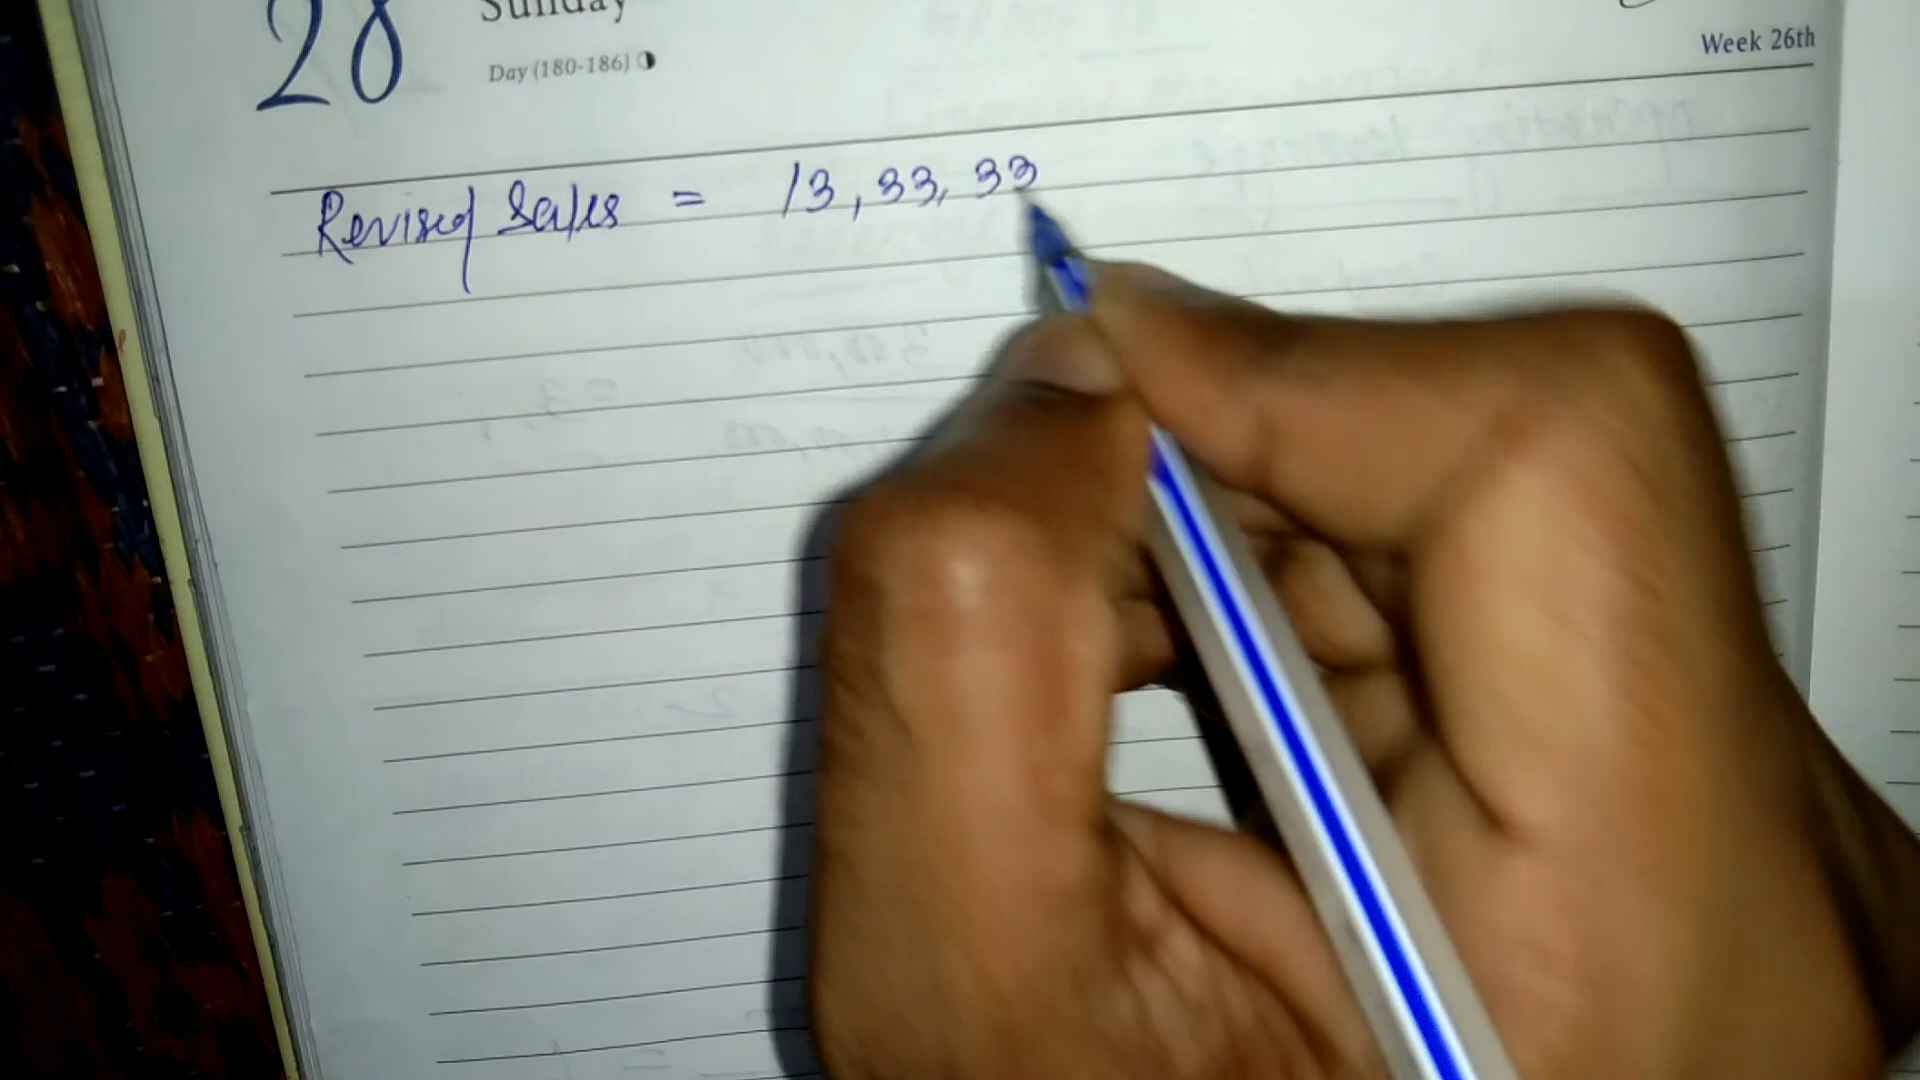 28
Sunday
Day (180-186)
Week 26th
Revised Sales = 13,33,33